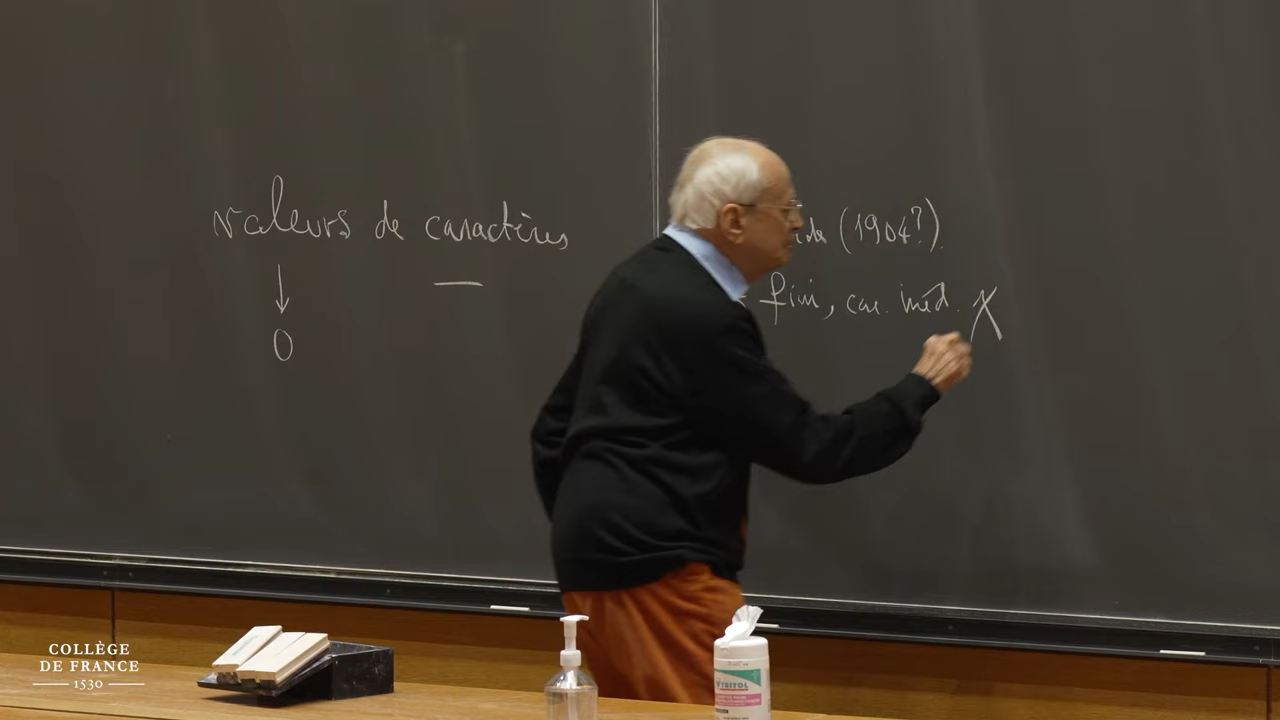 Valeurs de caractères
↓ —
0
(1904?).
fini, car. irréd. χ
COLLÈGE
DE FRANCE
1530